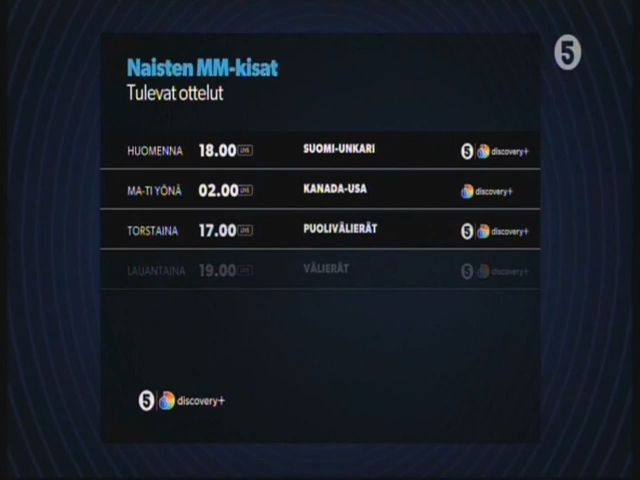 5
Naisten MM-kisat
Tulevat ottelut
HUOMENNA 18.00 LIVE SUOMI-UNKARI 5 discovery+
MA-TI YÖNÄ 02.00 LIVE KANADA-USA discovery+
TORSTAINA 17.00 LIVE PUOLIVÄLIERÄT 5 discovery+
LAUANTAINA 19.00 LIVE VÄLIERÄT 5 discovery+
5 discovery+